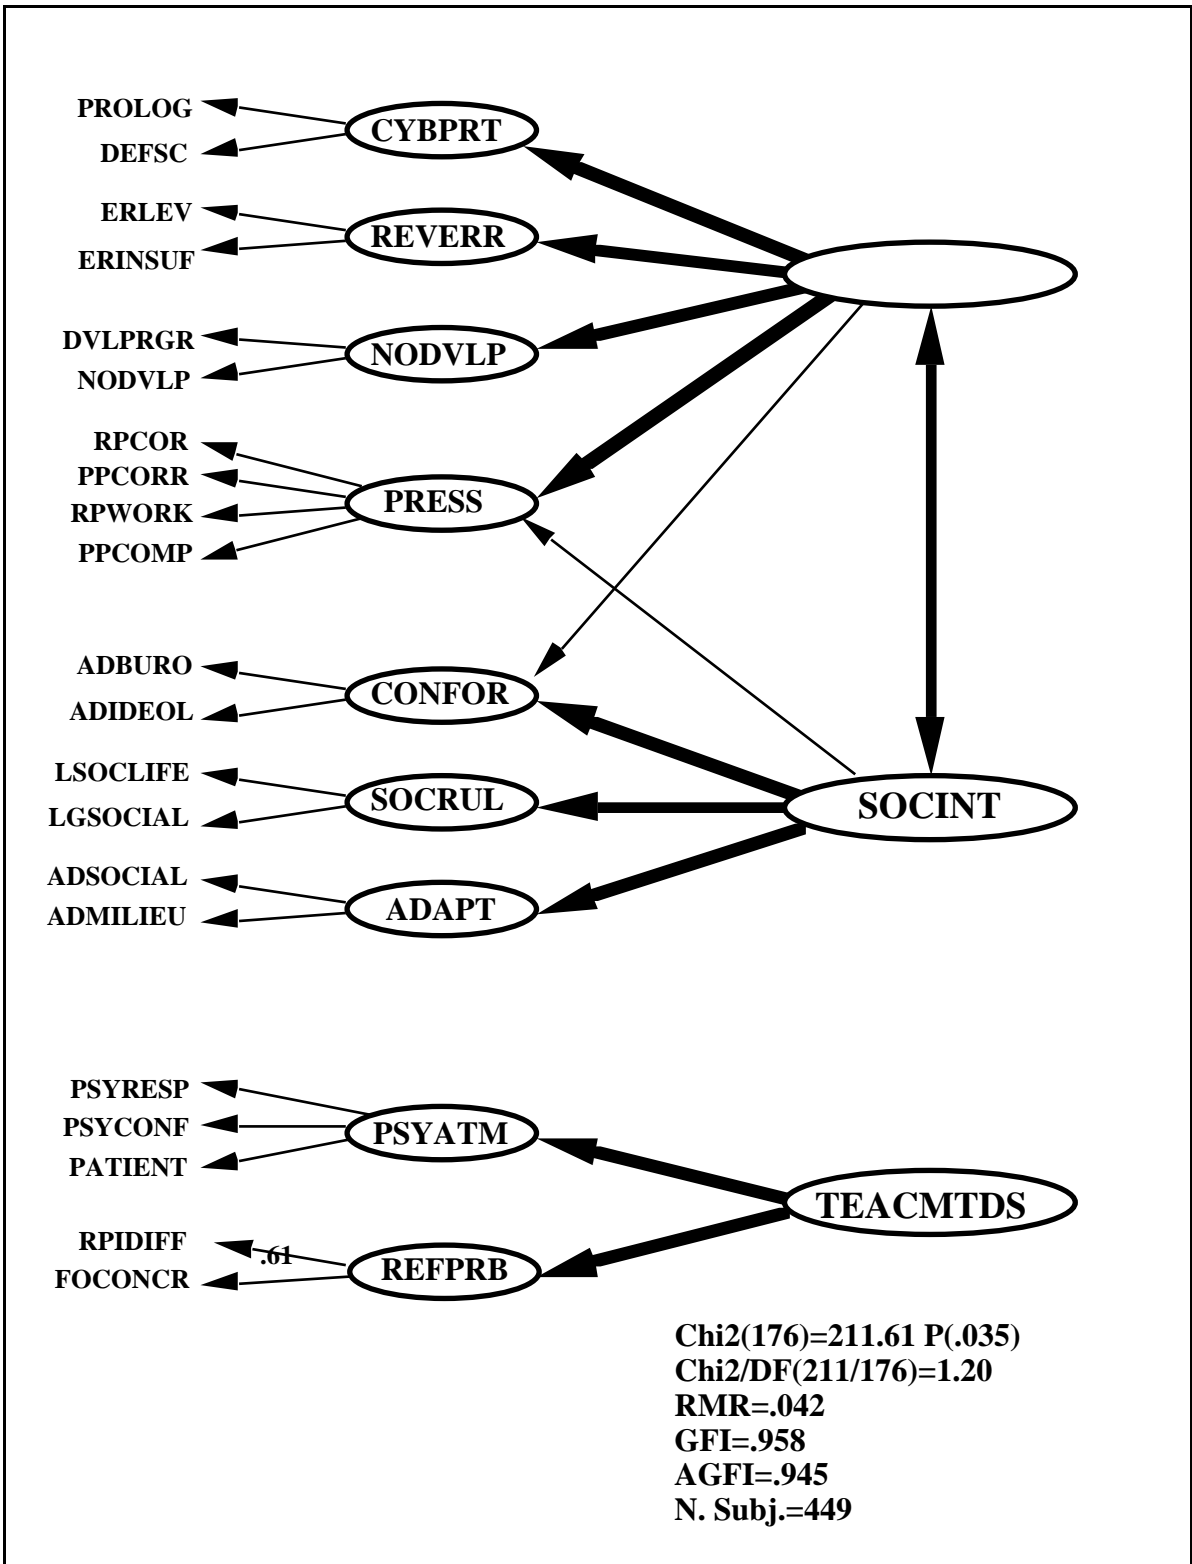 PROLOG
DEFSC
CYBPRT
ERLEV
ERINSUF
REVERR
DVLPRGR
NODVLP
NODVLP
RPCOR
PPCORR
RPWORK
PPCOMP
PRESS
ADBURO
ADIDEOL
CONFOR
LSOCLIFE
LGSOCIAL
SOCRUL
SOCINT
ADSOCIAL
ADMILIEU
ADAPT
PSYRESP
PSYCONF
PATIENT
PSYATM
TEACMTDS
RPIDIFF
.61
FOCONCR
REFPRB
Chi2(176)=211.61 P(.035)
Chi2/DF(211/176)=1.20
RMR=.042
GFI=.958
AGFI=.945
N. Subj.=449